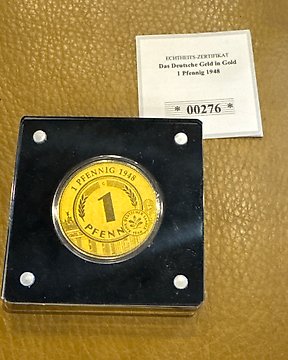 ECHTHEITS-ZERTIFIKAT
Das Deutsche Geld in Gold
1 Pfennig 1948
* 00276 *
1 PFENNIG 1948
1
PFENNIG